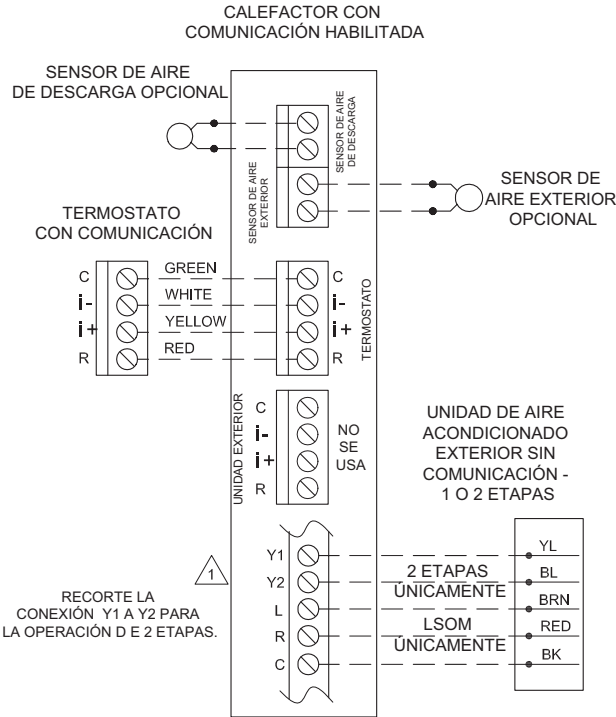 CALEFACTOR CON
COMUNICACIÓN HABILITADA
SENSOR DE AIRE
DE DESCARGA OPCIONAL
SENSOR DE AIRE
DE DESCARGA
SENSOR DE AIRE
EXTERIOR
SENSOR DE
AIRE EXTERIOR
OPCIONAL
TERMOSTATO
CON COMUNICACIÓN
C
i-
i+
R
GREEN
WHITE
YELLOW
RED
C
i-
i+
R
TERMOSTATO
UNIDAD EXTERIOR
C
i-
i+
R
NO
SE
USA
UNIDAD DE AIRE
ACONDICIONADO
EXTERIOR SIN
COMUNICACIÓN -
1 O 2 ETAPAS
1
RECORTE LA
CONEXIÓN Y1 A Y2 PARA
LA OPERACIÓN D E 2 ETAPAS.
Y1
Y2
L
R
C
2 ETAPAS
ÚNICAMENTE
LSOM
ÚNICAMENTE
YL
BL
BRN
RED
BK